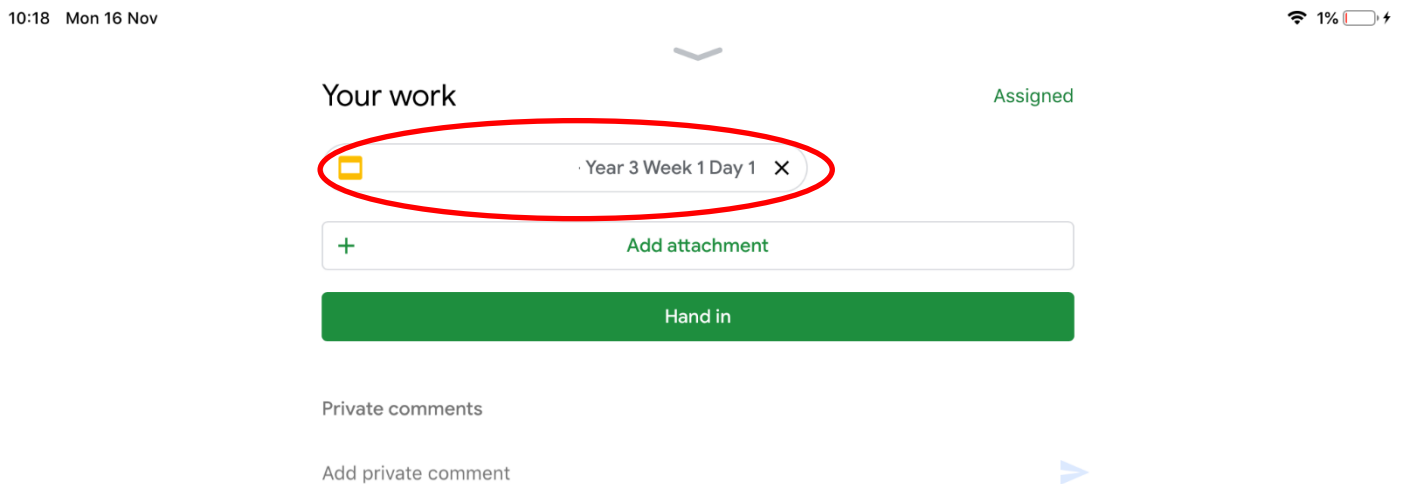 10:18 Mon 16 Nov 1%
Your work Assigned
Year 3 Week 1 Day 1
Add attachment
Hand in
Private comments
Add private comment